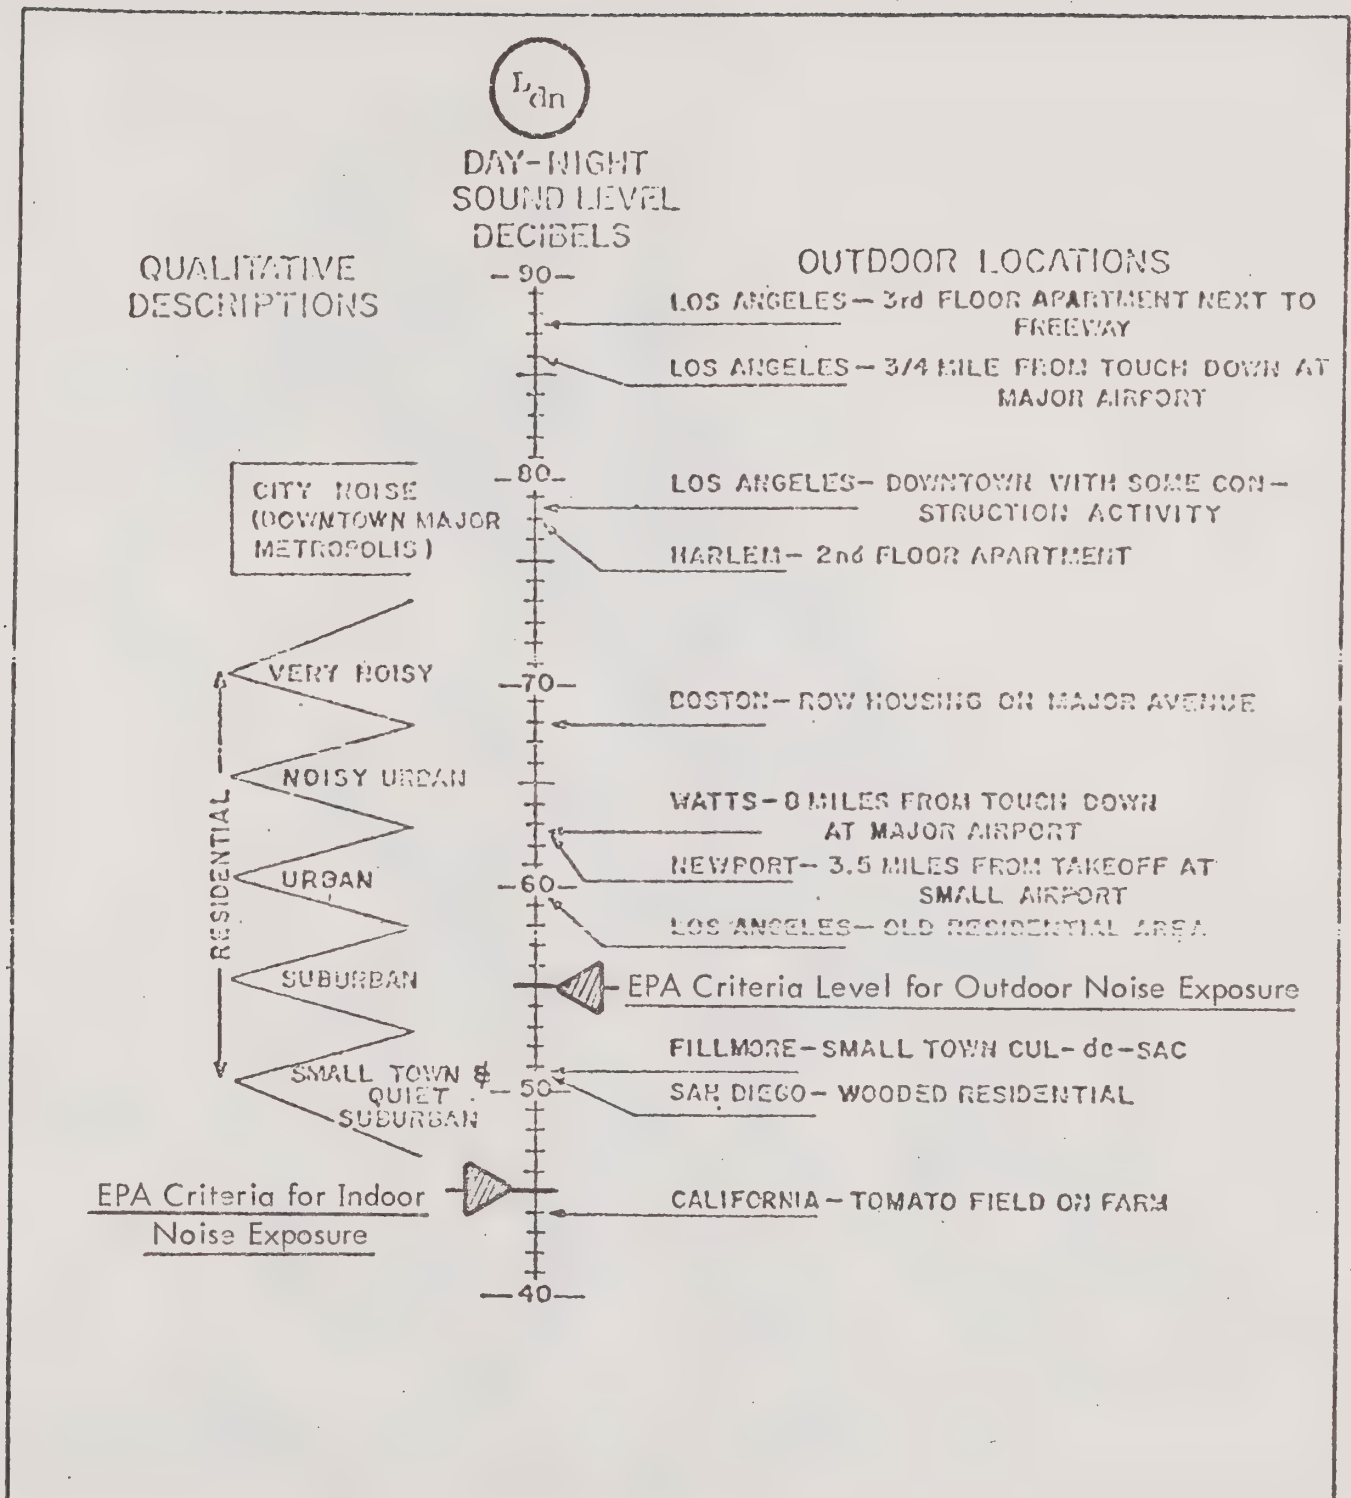 Ldn
DAY-NIGHT
SOUND LEVEL
DECIBELS
QUALITATIVE
DESCRIPTIONS
OUTDOOR LOCATIONS
—90—
LOS ANGELES— 3rd FLOOR APARTMENT NEXT TO
FREEWAY
LOS ANGELES — 3/4 MILE FROM TOUCH DOWN AT
MAJOR AIRPORT
—80—
CITY NOISE
(DOWNTOWN MAJOR
METROPOLIS)
LOS ANGELES— DOWNTOWN WITH SOME CON-
STRUCTION ACTIVITY
HARLEM— 2nd FLOOR APARTMENT
VERY NOISY
—70—
BOSTON— ROW HOUSING ON MAJOR AVENUE
NOISY URBAN
WATTS— 8 MILES FROM TOUCH DOWN
AT MAJOR AIRPORT
RESIDENTIAL
URBAN
—60—
NEWPORT— 3.5 MILES FROM TAKEOFF AT
SMALL AIRPORT
LOS ANGELES— OLD RESIDENTIAL AREA
SUBURBAN
EPA Criteria Level for Outdoor Noise Exposure
FILLMORE—SMALL TOWN CUL-de-SAC
SMALL TOWN &
QUIET
SUBURBAN
—50—
SAN DIEGO— WOODED RESIDENTIAL
EPA Criteria for Indoor
Noise Exposure
CALIFORNIA— TOMATO FIELD ON FARM
—40—